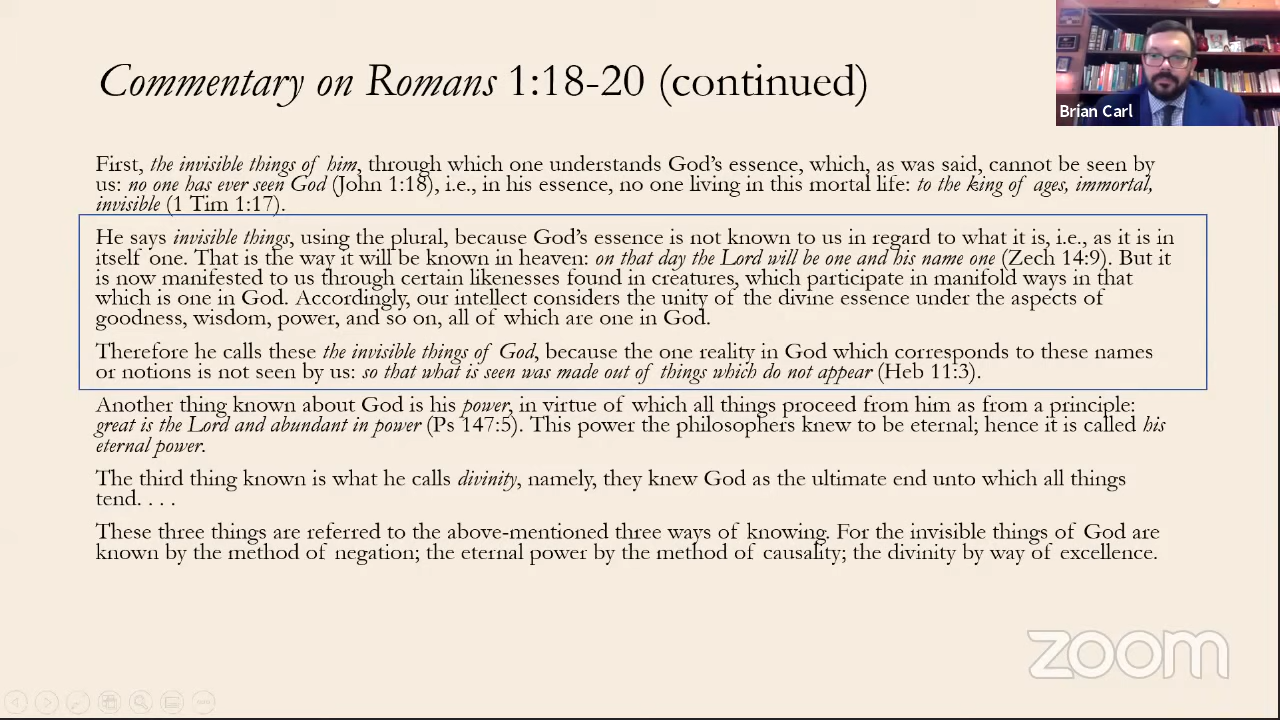 Commentary on Romans 1:18-20 (continued)
Brian Carl
First, the invisible things of him, through which one understands God's essence, which, as was said, cannot be seen by
us: no one has ever seen God (John 1:18), i.e., in his essence, no one living in this mortal life: to the king of ages, immortal,
invisible (1 Tim 1:17).
He says invisible things, using the plural, because God's essence is not known to us in regard to what it is, i.e., as it is in
itself one. That is the way it will be known in heaven: on that day the Lord will be one and his name one (Zech 14:9). But it
is now manifested to us through certain likenesses found in creatures, which participate in manifold ways in that
which is one in God. Accordingly, our intellect considers the unity of the divine essence under the aspects of
goodness, wisdom, power, and so on, all of which are one in God.
Therefore he calls these the invisible things of God, because the one reality in God which corresponds to these names
or notions is not seen by us: so that what is seen was made out of things which do not appear (Heb 11:3).
Another thing known about God is his power, in virtue of which all things proceed from him as from a principle:
great is the Lord and abundant in power (Ps 147:5). This power the philosophers knew to be eternal; hence it is called his
eternal power.
The third thing known is what he calls divinity, namely, they knew God as the ultimate end unto which all things
tend. . . .
These three things are referred to the above-mentioned three ways of knowing. For the invisible things of God are
known by the method of negation; the eternal power by the method of causality; the divinity by way of excellence.
zoom